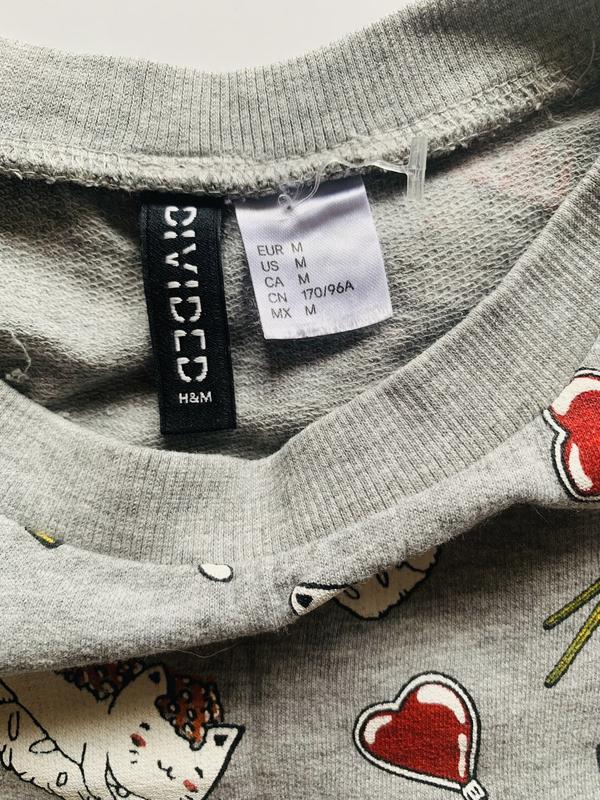 DIVIDED
H&M
EUR M
US M
CA M
CN 170/96A
MX M